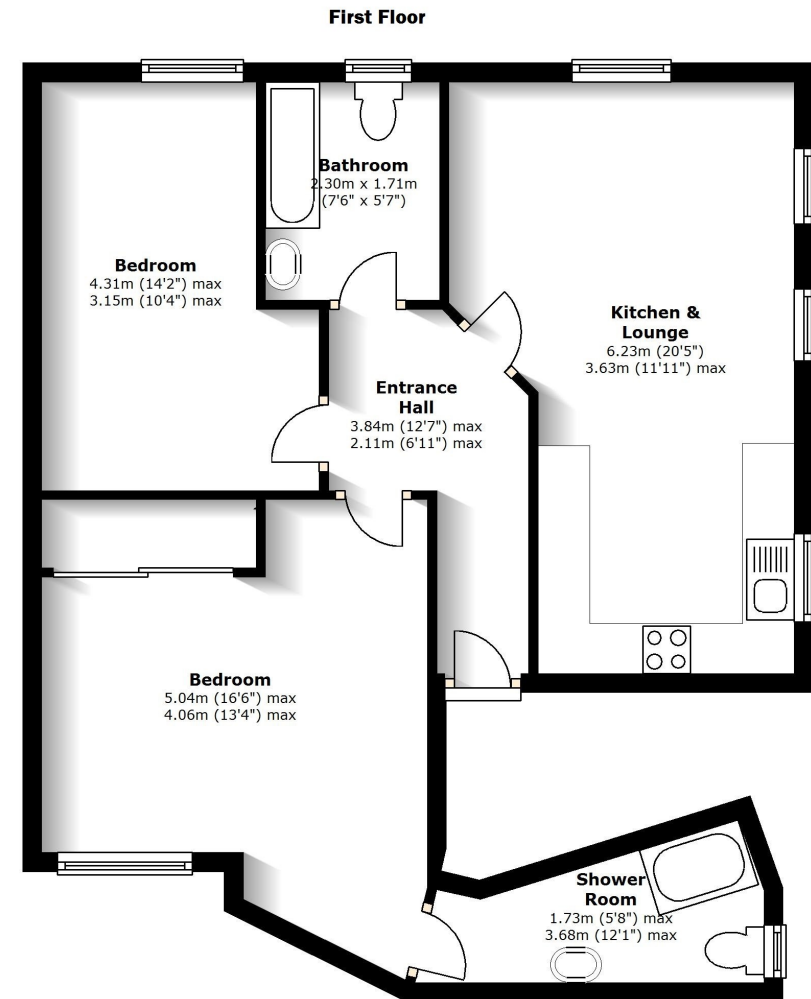 First Floor
Bathroom
2.30m x 1.71m
(7'6" x 5'7")
Bedroom
4.31m (14'2") max
3.15m (10'4") max
Kitchen &
Lounge
6.23m (20'5")
3.63m (11'11") max
Entrance
Hall
3.84m (12'7") max
2.11m (6'11") max
Bedroom
5.04m (16'6") max
4.06m (13'4") max
Shower
Room
1.73m (5'8") max
3.68m (12'1") max